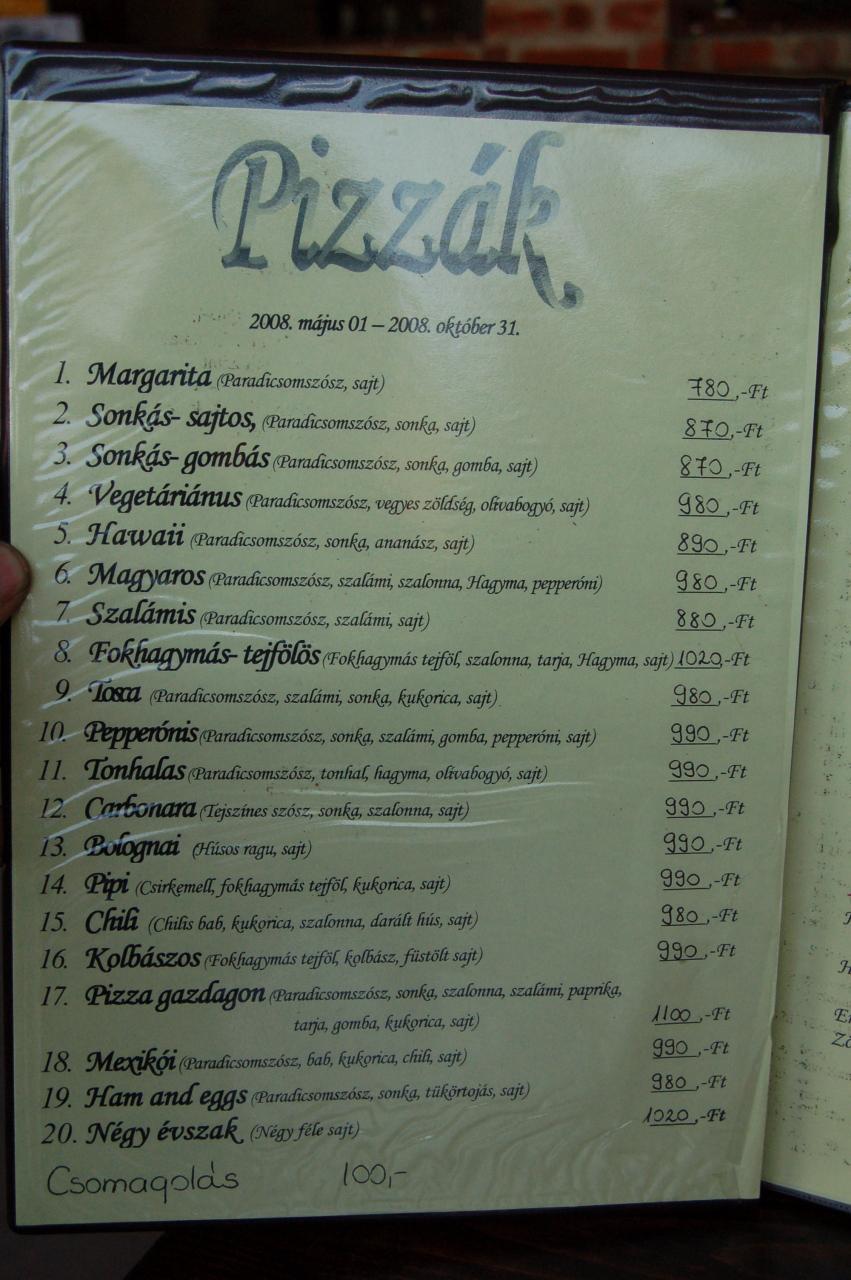 Pizzák
2008. május 01 – 2008. október 31.
1. Margarita (Paradicsomszósz, sajt) 780,-Ft
2. Sonkás- sajtos, (Paradicsomszósz, sonka, sajt) 870,-Ft
3. Sonkás- gombás (Paradicsomszósz, sonka, gomba, sajt) 870,-Ft
4. Vegetáriánus (Paradicsomszósz, vegyes zöldség, olívabogyó, sajt) 980,-Ft
5. Hawaii (Paradicsomszósz, sonka, ananász, sajt) 890,-Ft
6. Magyaros (Paradicsomszósz, szalámi, szalonna, Hagyma, pepperóni) 980,-Ft
7. Szalámis (Paradicsomszósz, szalámi, sajt) 880,-Ft
8. Fokhagymás- tejfölös (Fokhagymás tejföl, szalonna, tarja, Hagyma, sajt) 1020,-Ft
9. Tosca (Paradicsomszósz, szalámi, sonka, kukorica, sajt) 980,-Ft
10. Pepperónis (Paradicsomszósz, sonka, szalámi, gomba, pepperóni, sajt) 990,-Ft
11. Tonhalas (Paradicsomszósz, tonhal, hagyma, olívabogyó, sajt) 990,-Ft
12. Carbonara (Tejszínes szósz, sonka, szalonna, sajt) 990,-Ft
13. Bolognai (Húsos ragu, sajt) 990,-Ft
14. Pipi (Csirkemell, fokhagymás tejföl, kukorica, sajt) 990,-Ft
15. Chili (Chilis bab, kukorica, szalonna, darált hús, sajt) 980,-Ft
16. Kolbászos (Fokhagymás tejföl, kolbász, füstölt sajt) 990,-Ft
17. Pizza gazdagon (Paradicsomszósz, sonka, szalonna, szalámi, paprika,
tarja, gomba, kukorica, sajt) 1100,-Ft
18. Mexikói (Paradicsomszósz, bab, kukorica, chili, sajt) 990,-Ft
19. Ham and eggs (Paradicsomszósz, sonka, tükörtojás, sajt) 980,-Ft
20. Négy évszak (Négy féle sajt) 1020,-Ft
Csomagolás 100,-